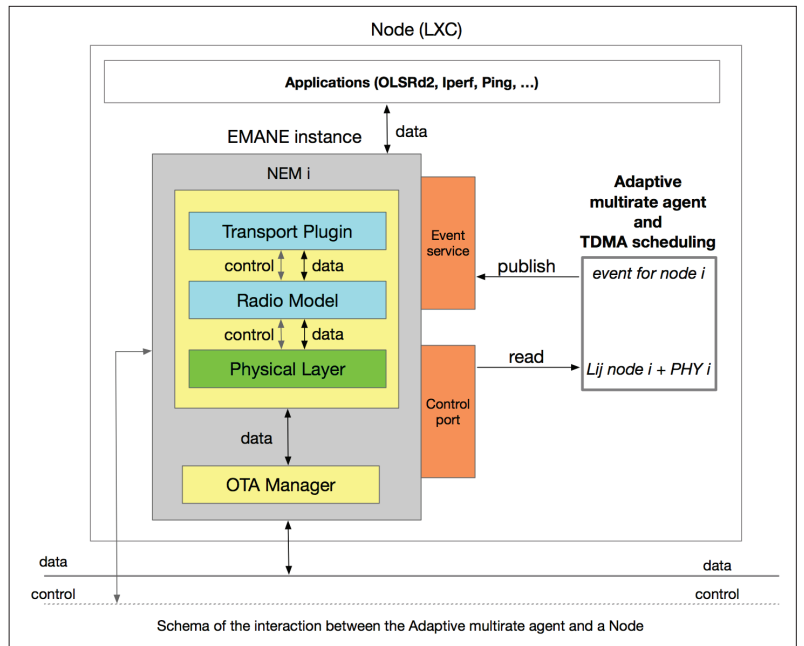 Node (LXC)
Applications (OLSRd2, Iperf, Ping, ...)
data
EMANE instance
NEM i
Transport Plugin
control data
Radio Model
control data
Physical Layer
data
OTA Manager
Event
service
Control
port
publish
read
Adaptive
multirate agent
and
TDMA scheduling
event for node i
Lij node i + PHY i
data data
control control
Schema of the interaction between the Adaptive multirate agent and a Node